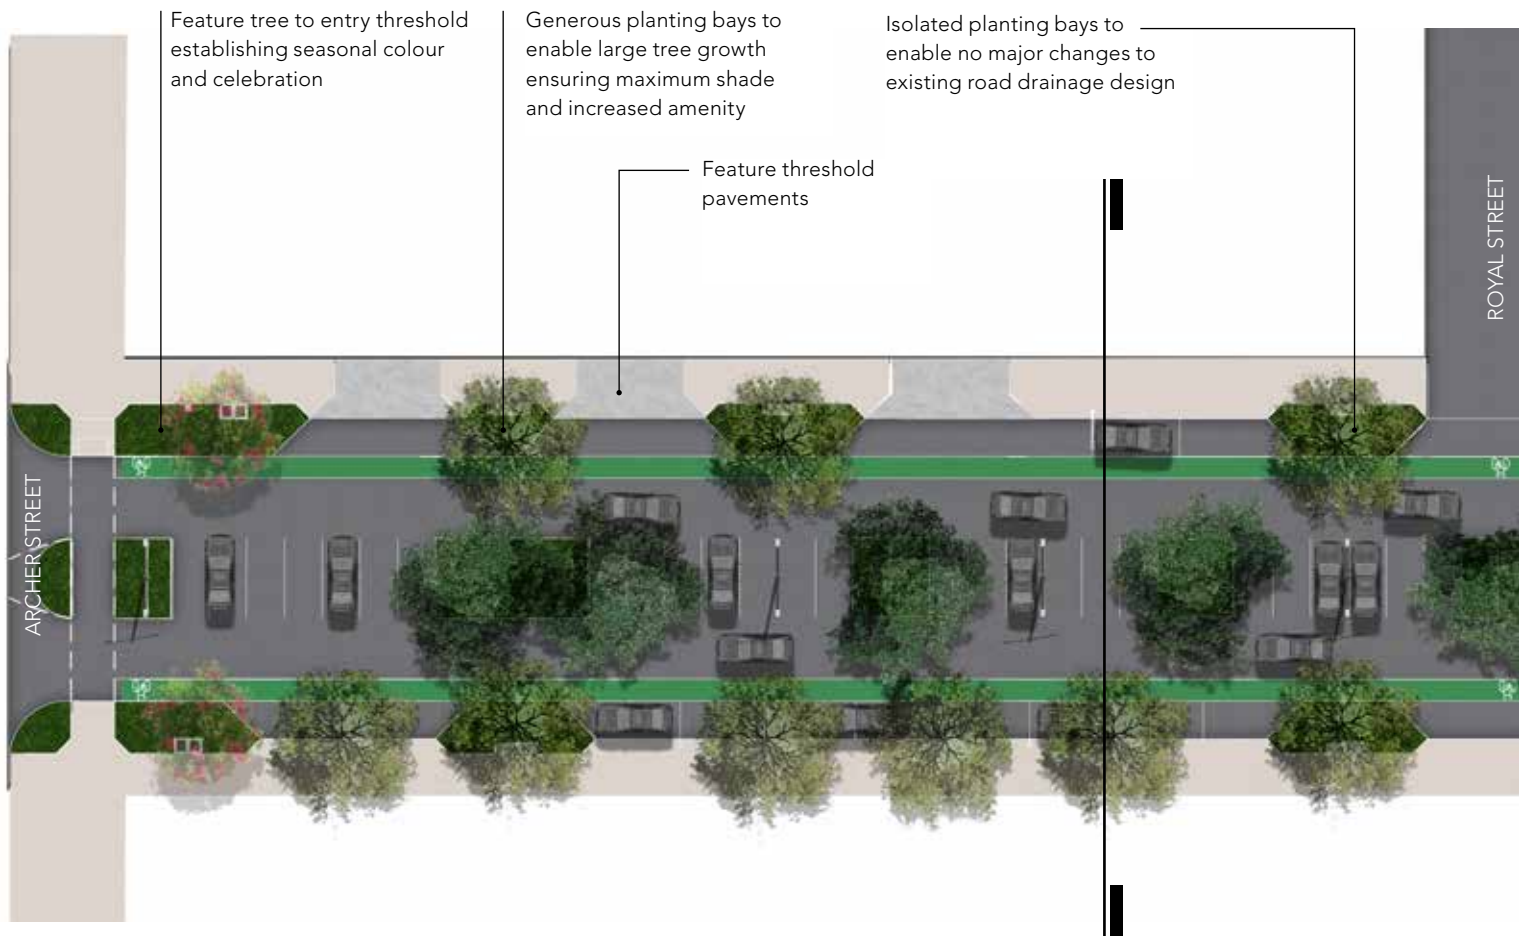 Feature tree to entry threshold
establishing seasonal colour
and celebration
Generous planting bays to
enable large tree growth
ensuring maximum shade
and increased amenity
Isolated planting bays to
enable no major changes to
existing road drainage design
Feature threshold
pavements
ROYAL STREET
ARCHER STREET